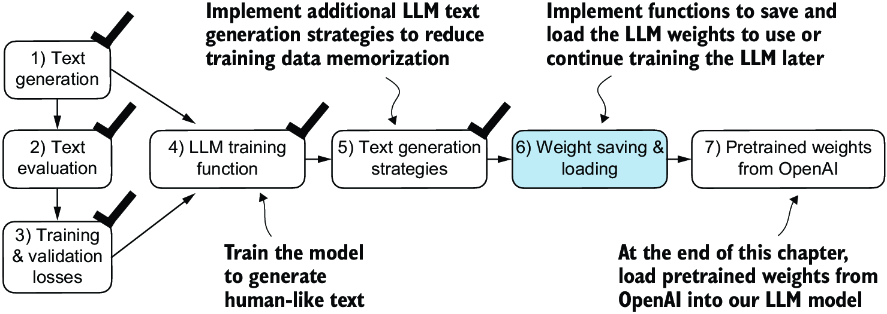 Implement additional LLM text
generation strategies to reduce
training data memorization
Implement functions to save and
load the LLM weights to use or
continue training the LLM later
1) Text
generation
2) Text
evaluation
3) Training
& validation
losses
4) LLM training
function
5) Text generation
strategies
6) Weight saving &
loading
7) Pretrained weights
from OpenAI
Train the model
to generate
human-like text
At the end of this chapter,
load pretrained weights from
OpenAI into our LLM model